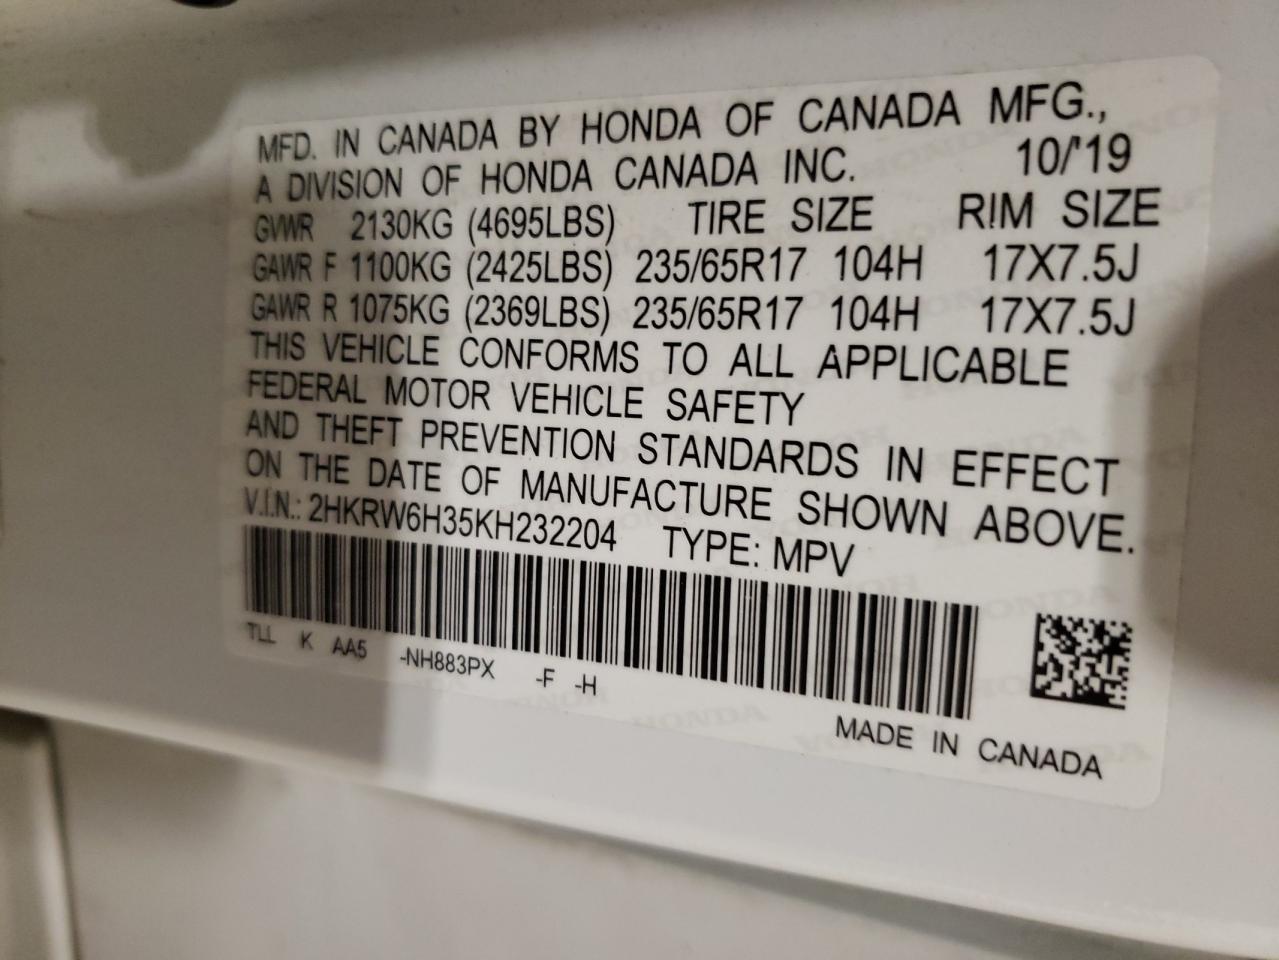 MFD. IN CANADA BY HONDA OF CANADA MFG.,
A DIVISION OF HONDA CANADA INC. 10/'19
GVWR 2130KG (4695LBS) TIRE SIZE RIM SIZE
GAWR F 1100KG (2425LBS) 235/65R17 104H 17X7.5J
GAWR R 1075KG (2369LBS) 235/65R17 104H 17X7.5J
THIS VEHICLE CONFORMS TO ALL APPLICABLE
FEDERAL MOTOR VEHICLE SAFETY
AND THEFT PREVENTION STANDARDS IN EFFECT
ON THE DATE OF MANUFACTURE SHOWN ABOVE.
V.I.N.: 2HKRW6H35KH232204 TYPE: MPV
TLL K AA5 -NH883PX -F -H
MADE IN CANADA